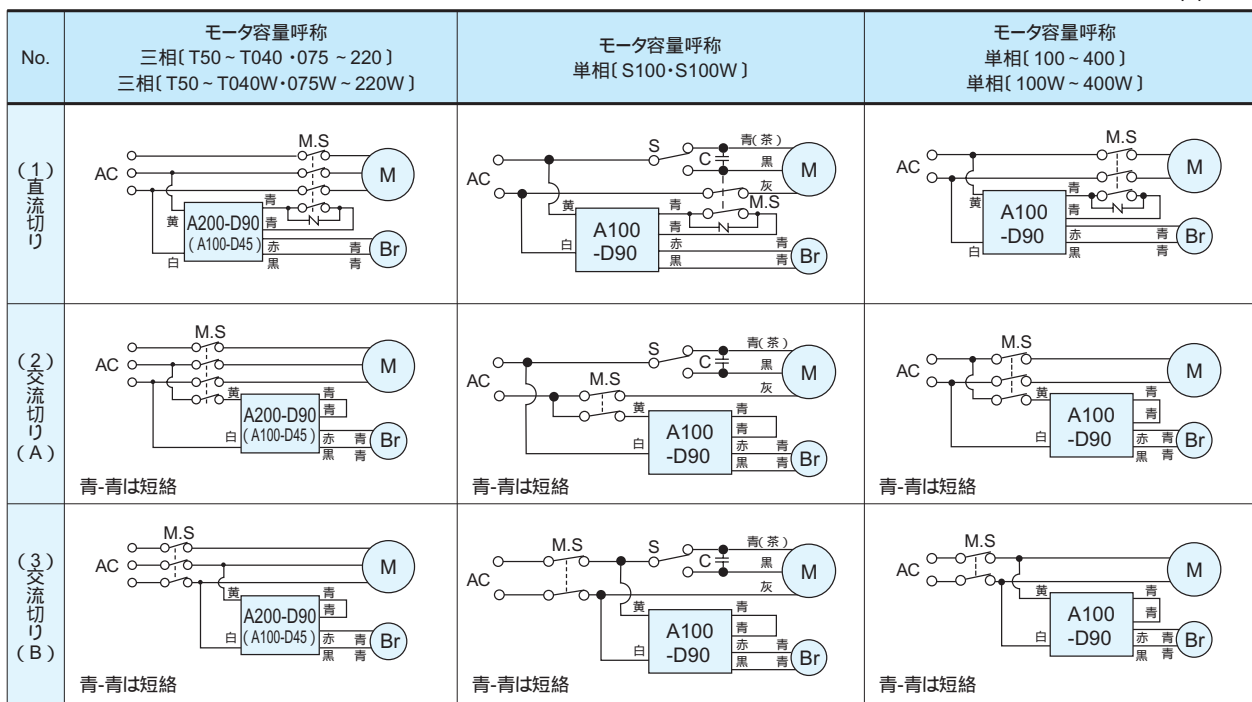 No.
モータ容量呼称
三相〔T50～T040・075～220〕
三相〔T50～T040W・075W～220W〕
モータ容量呼称
単相〔S100・S100W〕
モータ容量呼称
単相〔100～400〕
単相〔100W～400W〕
(1)直流切り
AC
M.S
M
黄
白
A200-D90
(A100-D45)
青
青
N
赤
黒
青
青
Br
AC
S
C
青(茶)
黒
灰
M
M.S
黄
白
A100
-D90
青
青
N
赤
黒
青
青
Br
AC
M.S
M
黄
白
A100
-D90
青
青
N
赤
黒
青
青
Br
(2)交流切り(A)
AC
M.S
M
黄
白
A200-D90
(A100-D45)
青
青
赤
黒
青
青
Br
青-青は短絡
AC
S
C
青(茶)
黒
灰
M
M.S
黄
白
A100
-D90
青
青
赤
黒
青
青
Br
青-青は短絡
AC
M.S
M
黄
白
A100
-D90
青
青
赤
黒
青
青
Br
青-青は短絡
(3)交流切り(B)
AC
M.S
M
黄
白
A200-D90
(A100-D45)
青
青
赤
黒
青
青
Br
青-青は短絡
AC
M.S
S
C
青(茶)
黒
灰
M
黄
白
A100
-D90
青
青
赤
黒
青
青
Br
青-青は短絡
AC
M.S
M
黄
白
A100
-D90
青
青
赤
黒
青
青
Br
青-青は短絡